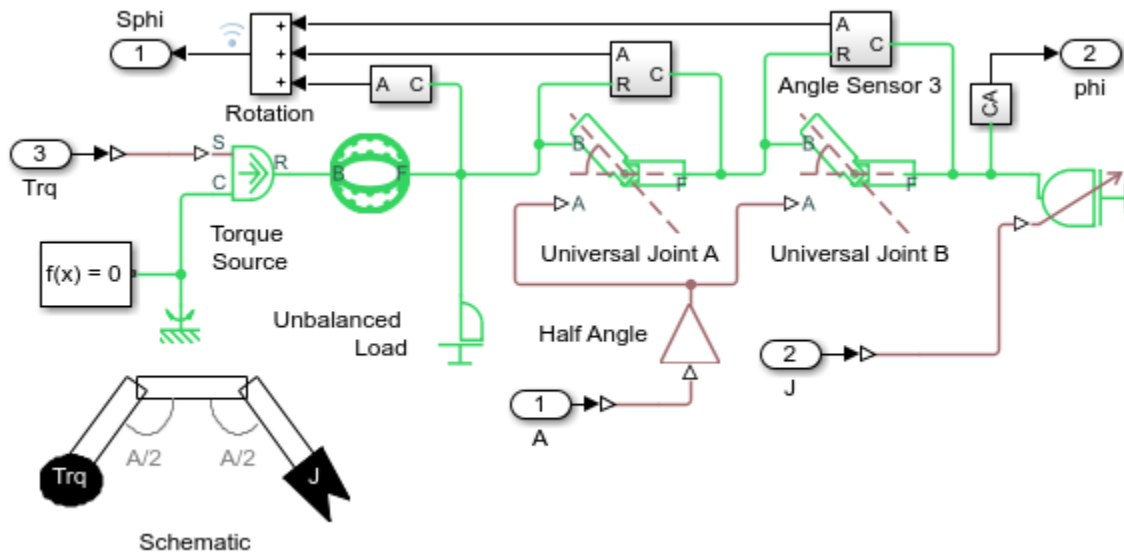 Sphi
1
+
+
+
Rotation
A C
A
R
C
A
R
C
Angle Sensor 3
2
phi
CA
3
Trq
S
C
R
Torque
Source
B F
B
F
A
Universal Joint A
B
F
A
Universal Joint B
f(x) = 0
Unbalanced
Load
Half Angle
1
A
2
J
A/2 A/2
Trq
J
Schematic